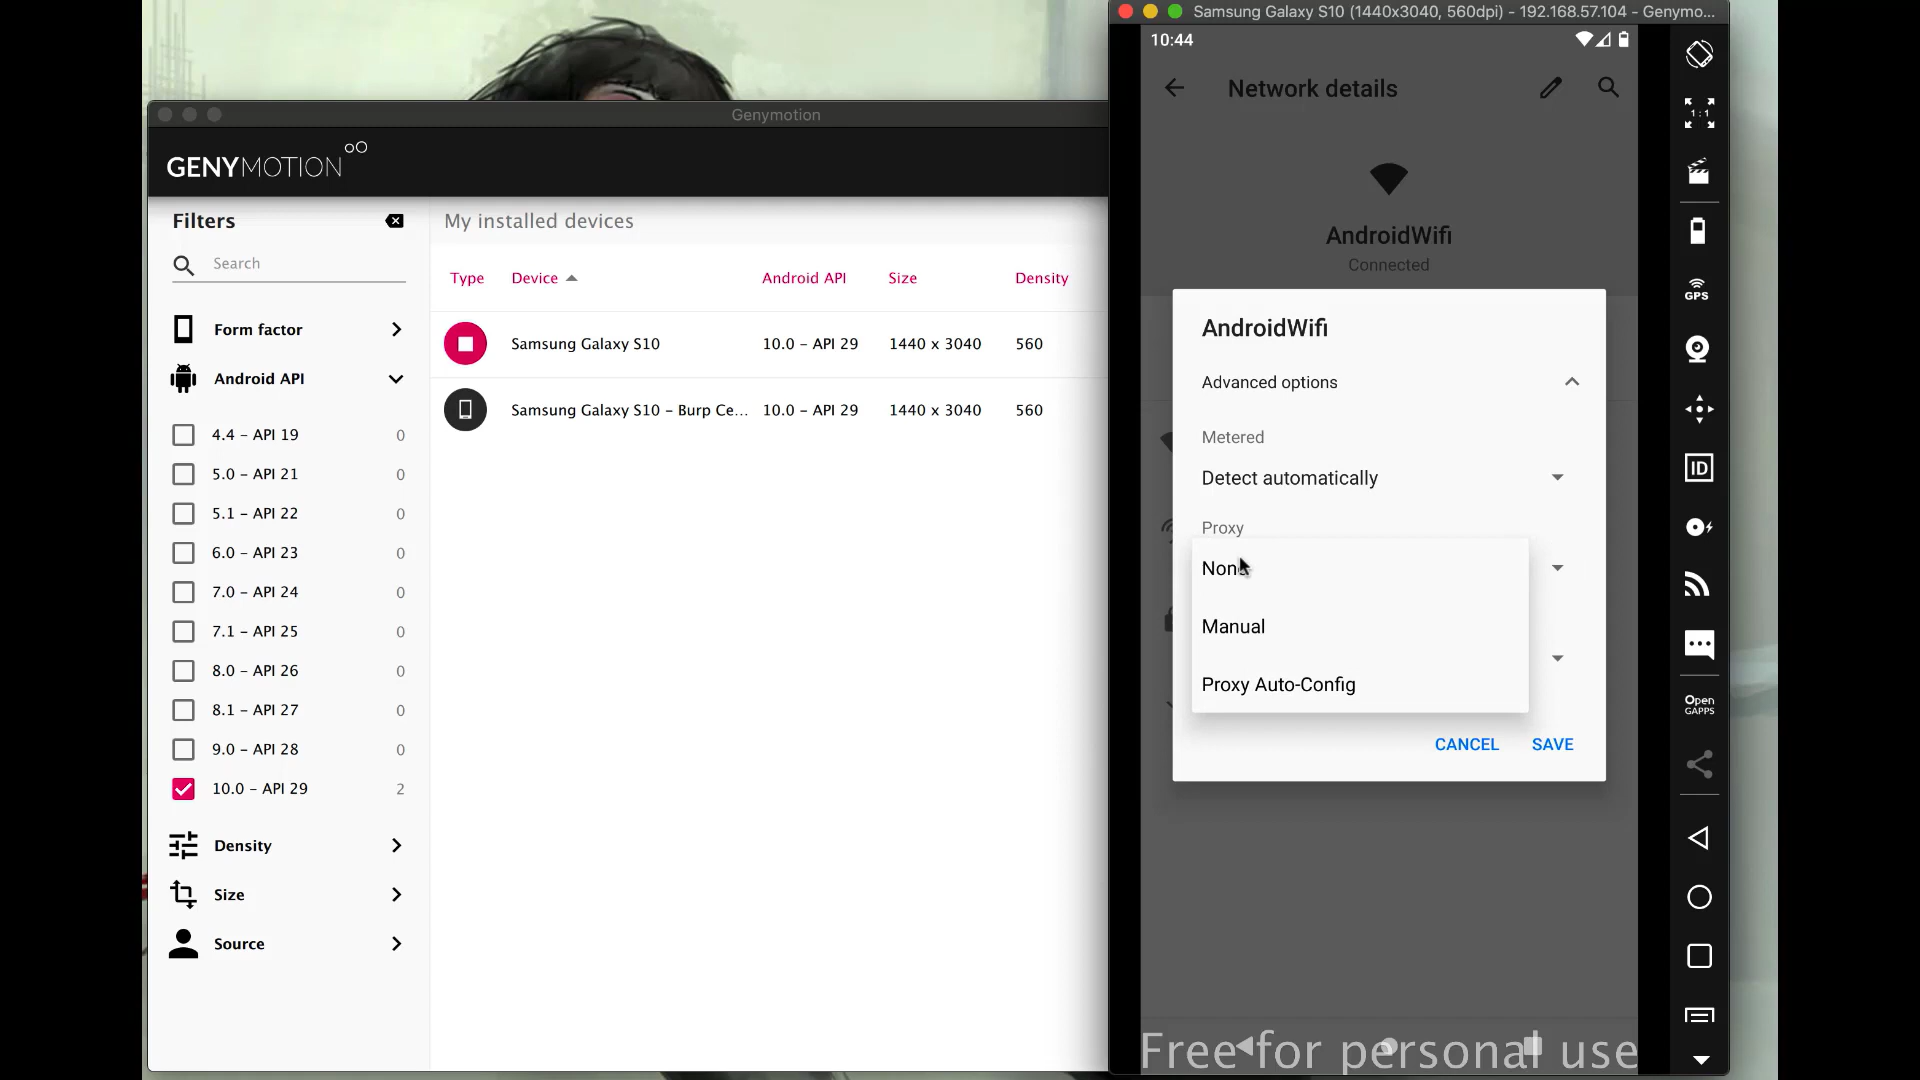 Samsung Galaxy S10 (1440x3040, 560dpi) - 192.168.57.104 - Genymo...
10:44
Network details
1:1
AndroidWifi
Connected
Genymotion
GENYMOTION
Filters
Search
Form factor
Android API
4.4 – API 19 0
5.0 – API 21 0
5.1 – API 22 0
6.0 – API 23 0
7.0 – API 24 0
7.1 – API 25 0
8.0 – API 26 0
8.1 – API 27 0
9.0 – API 28 0
10.0 – API 29 2
Density
Size
Source
My installed devices
Type Device Android API Size Density
Samsung Galaxy S10 10.0 – API 29 1440 x 3040 560
Samsung Galaxy S10 – Burp Ce... 10.0 – API 29 1440 x 3040 560
AndroidWifi
Advanced options
Metered
Detect automatically
Proxy
None
Manual
Proxy Auto-Config
CANCEL SAVE
GPS
ID
Open
GAPPS
Free for personal use